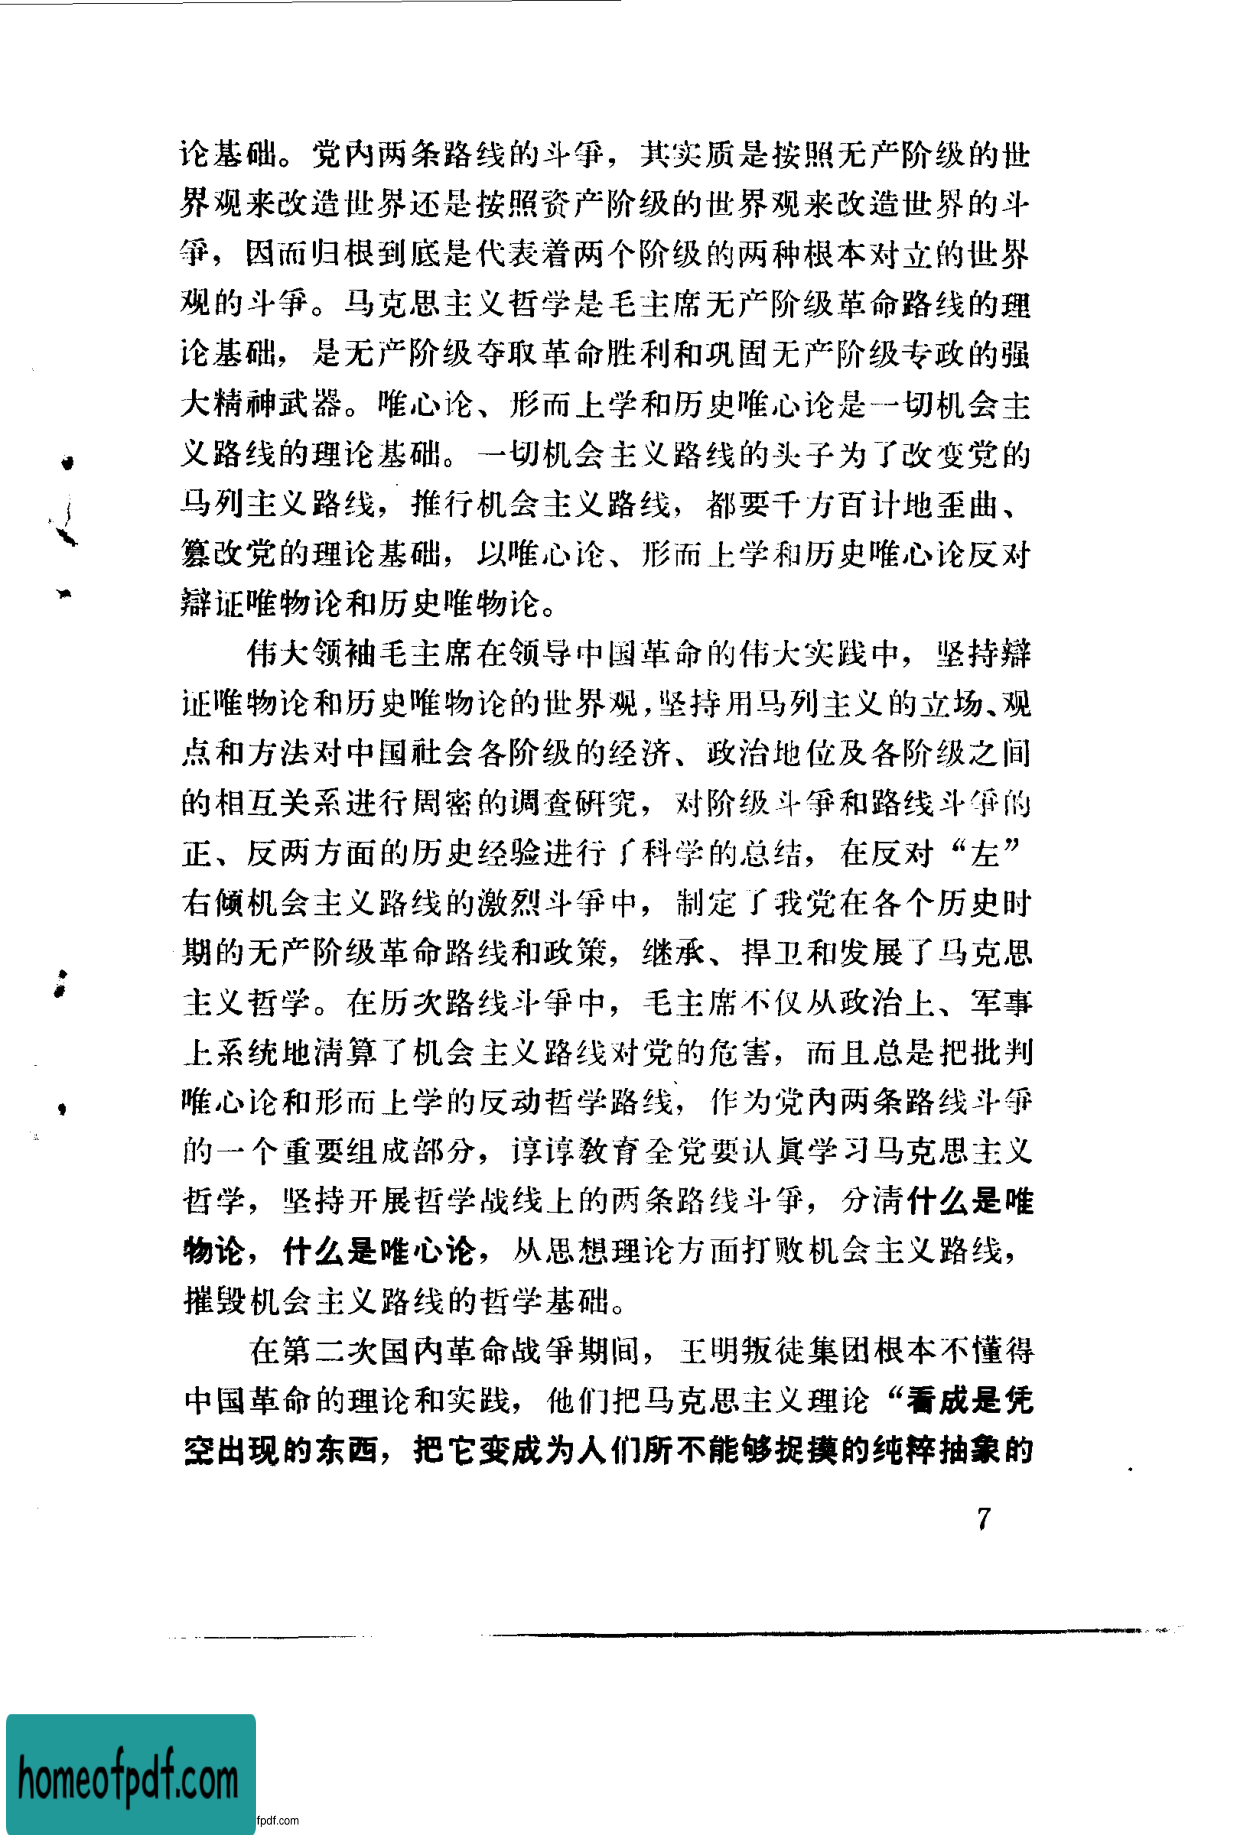 论基础。党内两条路线的斗爭，其实质是按照无产阶级的世
界观来改造世界还是按照资产阶级的世界观来改造世界的斗
爭，因而归根到底是代表着两个阶级的两种根本对立的世界
观的斗爭。马克思主义哲学是毛主席无产阶级革命路线的理
论基础，是无产阶级夺取革命胜利和巩固无产阶级专政的强
大精神武器。唯心论、形而上学和历史唯心论是一切机会主
义路线的理论基础。一切机会主义路线的头子为了改变党的
马列主义路线，推行机会主义路线，都要千方百计地歪曲、
篡改党的理论基础，以唯心论、形而上学和历史唯心论反对
辩证唯物论和历史唯物论。
伟大领袖毛主席在领导中国革命的伟大实践中，坚持辩
证唯物论和历史唯物论的世界观，坚持用马列主义的立场、观
点和方法对中国社会各阶级的经济、政治地位及各阶级之间
的相互关系进行周密的调查研究，对阶级斗爭和路线斗爭的
正、反两方面的历史经验进行了科学的总结，在反对“左”
右倾机会主义路线的激烈斗爭中，制定了我党在各个历史时
期的无产阶级革命路线和政策，继承、捍卫和发展了马克思
主义哲学。在历次路线斗爭中，毛主席不仅从政治上、军事
上系统地清算了机会主义路线对党的危害，而且总是把批判
唯心论和形而上学的反动哲学路线，作为党内两条路线斗爭
的一个重要组成部分，谆谆教育全党要认眞学习马克思主义
哲学，坚持开展哲学战线上的两条路线斗爭，分清什么是唯
物论，什么是唯心论，从思想理论方面打败机会主义路线，
摧毁机会主义路线的哲学基础。
在第二次国内革命战爭期间，王明叛徒集团根本不懂得
中国革命的理论和实践，他们把马克思主义理论“看成是凭
空出现的东西，把它变成为人们所不能够捉摸的纯粹抽象的
7
homeofpdf.com
fpdf.com